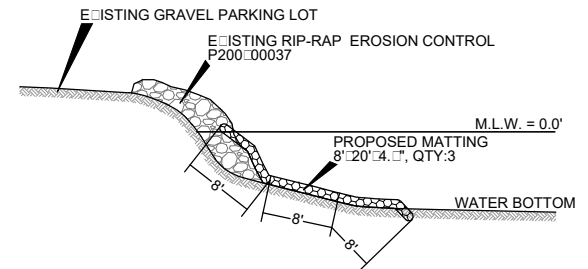 E□ISTING GRAVEL PARKING LOT
E□ISTING RIP-RAP EROSION CONTROL
P200□00037
M.L.W. = 0.0'
PROPOSED MATTING
8'□20'□4.□", QTY:3
WATER BOTTOM
8'
8'
8'